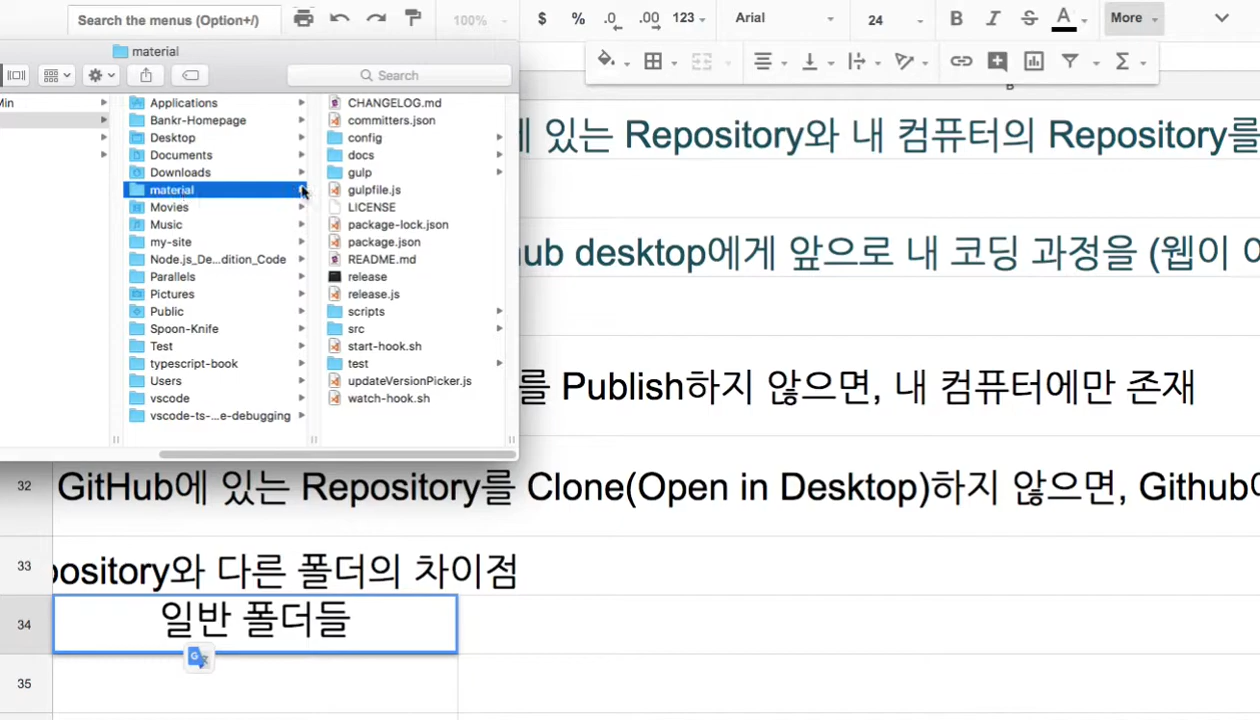 Search the menus (Option+/)
100%
$ % .0 .00 123
Arial
24
B I S A
More
material
Search
Min
Applications
Bankr-Homepage
Desktop
Documents
Downloads
material
Movies
Music
my-site
Node.js_De...dition_Code
Parallels
Pictures
Public
Spoon-Knife
Test
typescript-book
Users
vscode
vscode-ts-...e-debugging
CHANGELOG.md
committers.json
config
docs
gulp
gulpfile.js
LICENSE
package-lock.json
package.json
README.md
release
release.js
scripts
src
start-hook.sh
test
updateVersionPicker.js
watch-hook.sh
에 있는 Repository와 내 컴퓨터의 Repository를
hub desktop에게 앞으로 내 코딩 과정을 (웹이
를 Publish하지 않으면, 내 컴퓨터에만 존재
32 GitHub에 있는 Repository를 Clone(Open in Desktop)하지 않으면, Github에
33 pository와 다른 폴더의 차이점
34 일반 폴더들
35